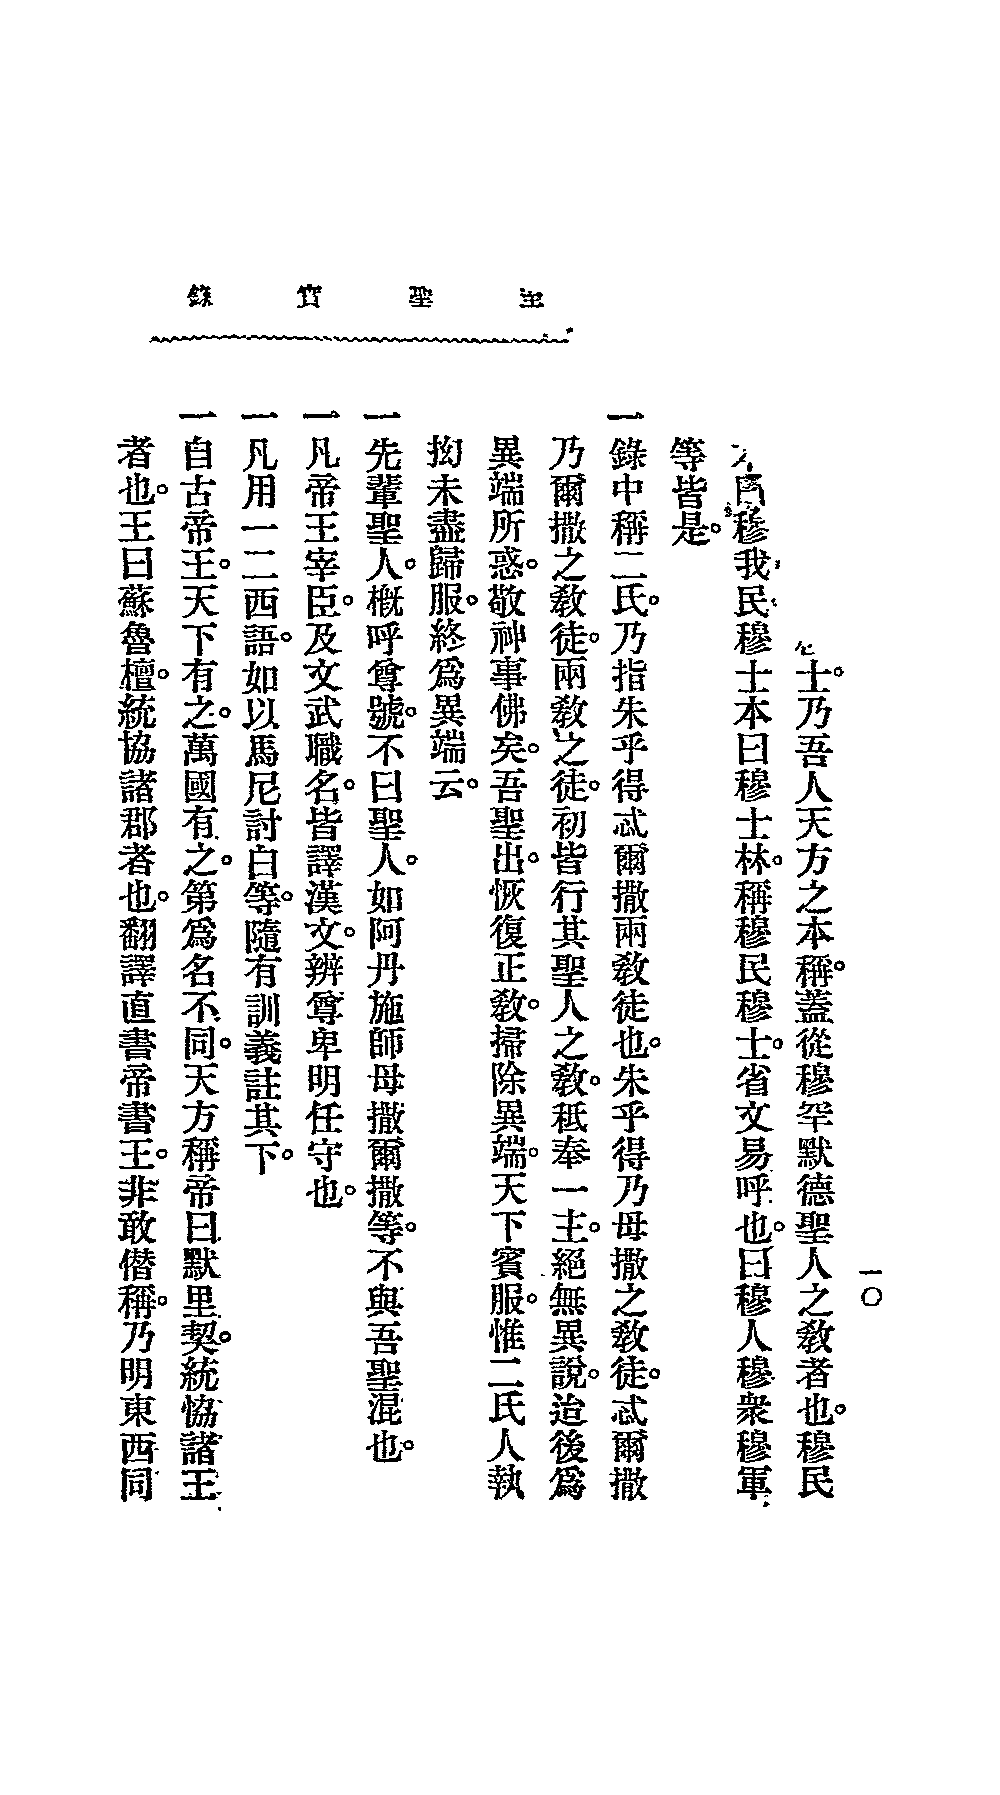 至聖實錄
一〇
士。乃吾人天方之本稱。蓋從穆罕默德聖人之敎者也。穆民
穆我民穆士本曰穆士林。稱穆民穆士。省文易呼也。曰穆人穆衆穆軍
等皆是。
一錄中稱二氏。乃指朱乎得忒爾撒兩敎徒也。朱乎得乃母撒之敎徒。忒爾撒
乃爾撒之敎徒。兩敎之徒。初皆行其聖人之敎。秪奉一主。絕無異說。迨後爲
異端所惑。敬神事佛矣。吾聖出。恢復正敎。掃除異端。天下賓服。惟二氏人執
拗未盡歸服。終爲異端云。
一先輩聖人。槪呼尊號。不曰聖人。如阿丹施師母撒爾撒等。不與吾聖混也。
一凡帝王宰臣。及文武職名。皆譯漢文。辨尊卑明任守也。
一凡用一二西語。如以馬尼討白等。隨有訓義註其下。
一自古帝王。天下有之。萬國有之。第爲名不同。天方稱帝曰默里契。統協諸王
者也。王曰蘇魯檀。統協諸郡者也。翻譯直書帝書王。非敢僭稱。乃明東西同